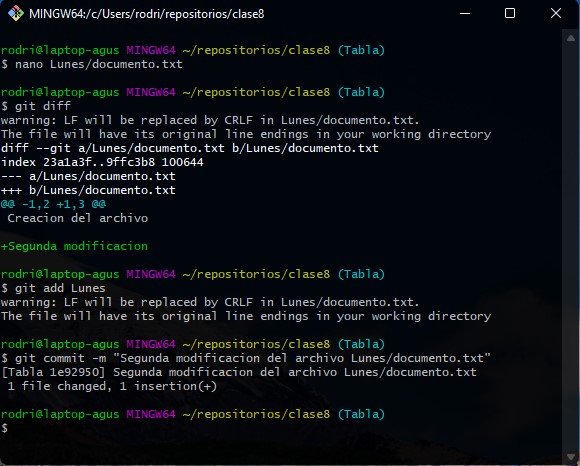 MINGW64:/c/Users/rodri/repositorios/clase8
rodri@laptop-agus MINGW64 ~/repositorios/clase8 (Tabla)
$ nano Lunes/documento.txt
rodri@laptop-agus MINGW64 ~/repositorios/clase8 (Tabla)
$ git diff
warning: LF will be replaced by CRLF in Lunes/documento.txt.
The file will have its original line endings in your working directory
diff --git a/Lunes/documento.txt b/Lunes/documento.txt
index 23a1a3f..9ffc3b8 100644
--- a/Lunes/documento.txt
+++ b/Lunes/documento.txt
@@ -1,2 +1,3 @@
 Creacion del archivo
+Segunda modificacion
rodri@laptop-agus MINGW64 ~/repositorios/clase8 (Tabla)
$ git add Lunes
warning: LF will be replaced by CRLF in Lunes/documento.txt.
The file will have its original line endings in your working directory
rodri@laptop-agus MINGW64 ~/repositorios/clase8 (Tabla)
$ git commit -m "Segunda modificacion del archivo Lunes/documento.txt"
[Tabla 1e92950] Segunda modificacion del archivo Lunes/documento.txt
 1 file changed, 1 insertion(+)
rodri@laptop-agus MINGW64 ~/repositorios/clase8 (Tabla)
$